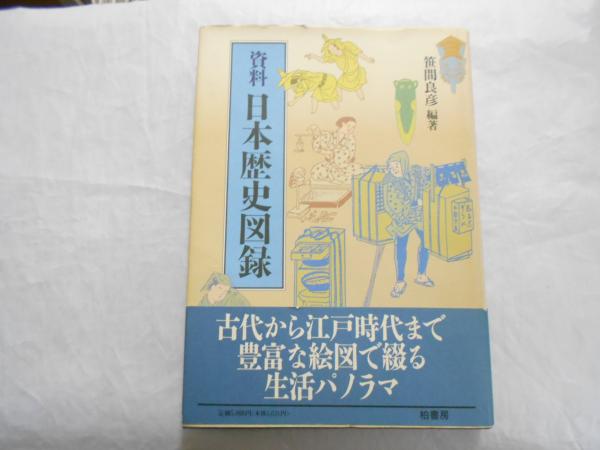 資料 日本歴史図録
笹間良彦 編著
古代から江戸時代まで
豊富な絵図で綴る
生活パノラマ
柏書房